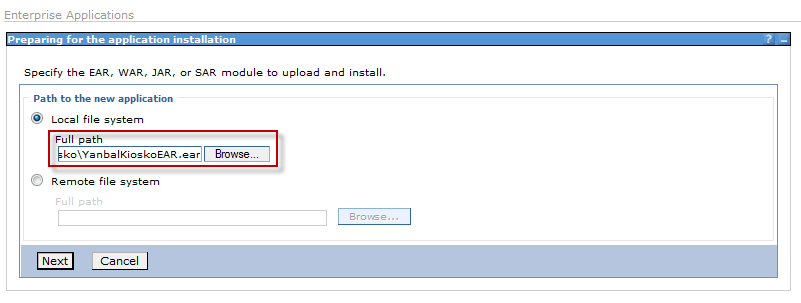 Enterprise Applications
Preparing for the application installation ? –
Specify the EAR, WAR, JAR, or SAR module to upload and install.
Path to the new application
Local file system
Full path
sko\YanbalKioskoEAR.ear Browse...
Remote file system
Full path
Browse...
Next Cancel